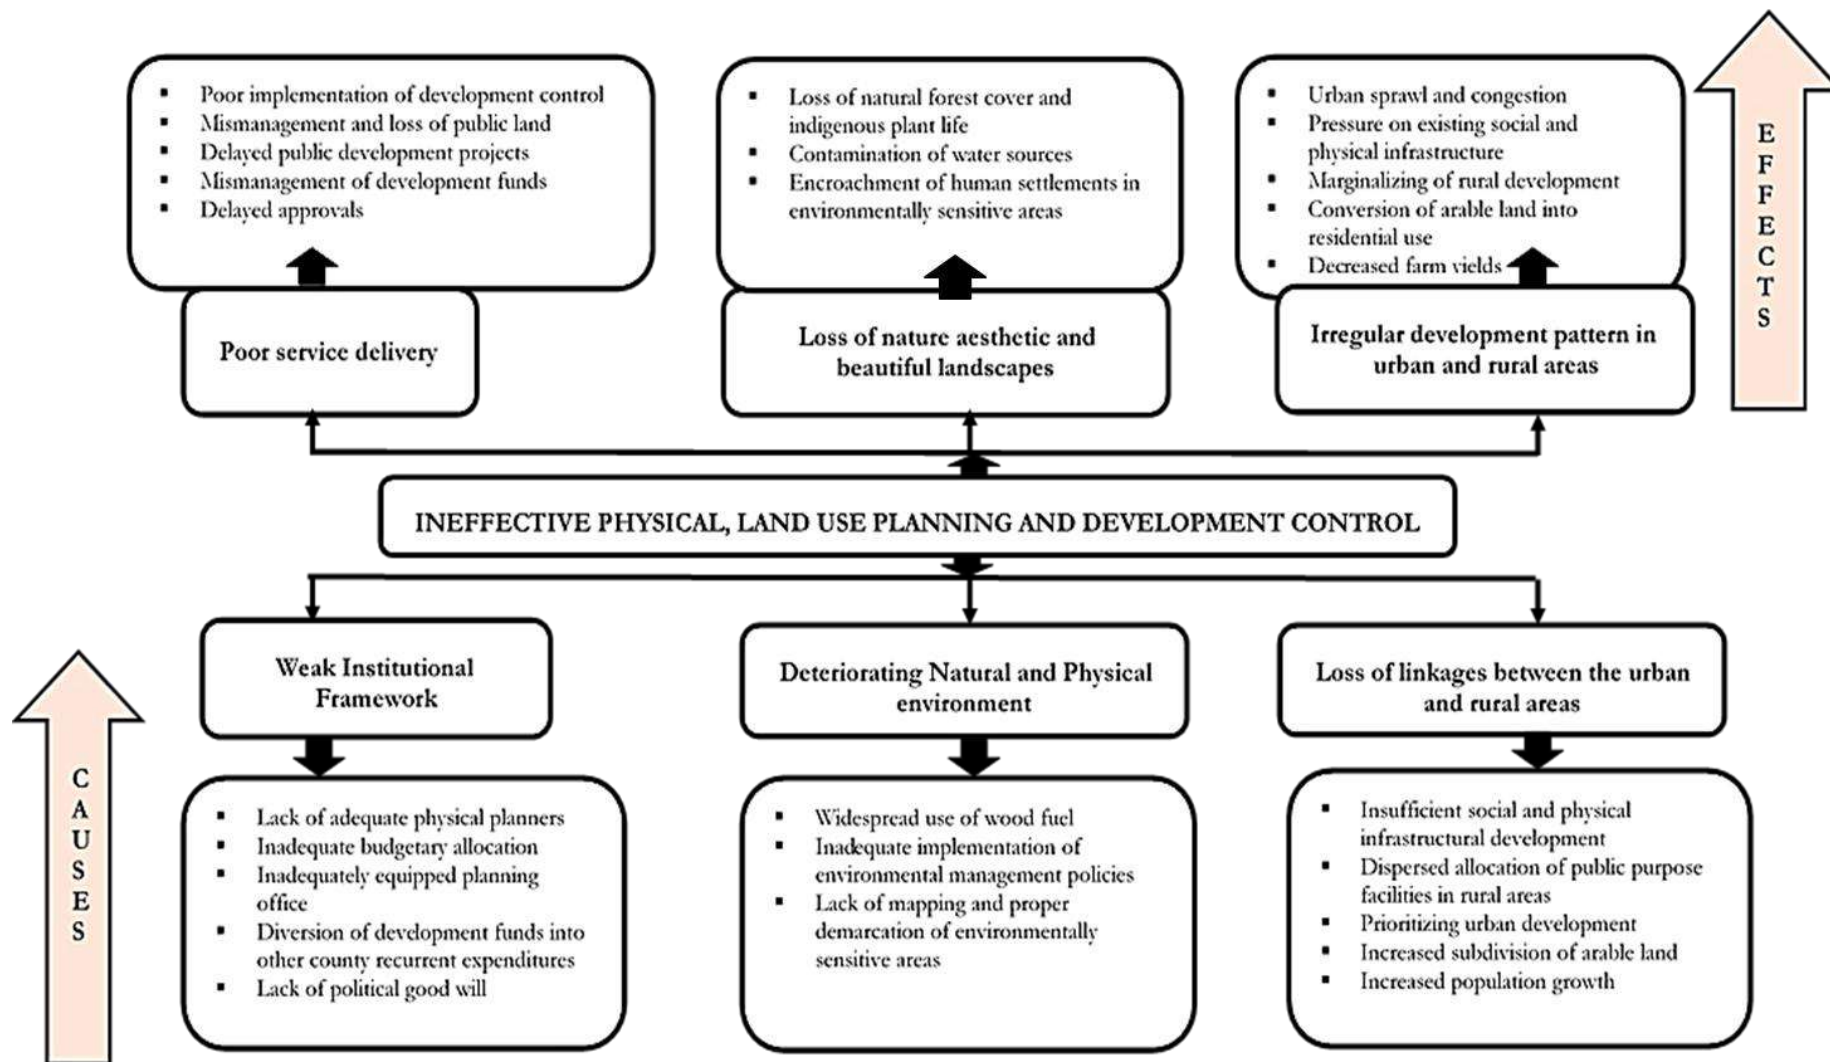 Poor implementation of development control
Mismanagement and loss of public land
Delayed public development projects
Mismanagement of development funds
Delayed approvals
Loss of natural forest cover and
indigenous plant life
Contamination of water sources
Encroachment of human settlements in
environmentally sensitive areas
Urban sprawl and congestion
Pressure on existing social and
physical infrastructure
Marginalizing of rural development
Conversion of arable land into
residential use
Decreased farm yields
EFFECTS
Poor service delivery
Loss of nature aesthetic and
beautiful landscapes
Irregular development pattern in
urban and rural areas
INEFFECTIVE PHYSICAL, LAND USE PLANNING AND DEVELOPMENT CONTROL
Weak Institutional
Framework
Deteriorating Natural and Physical
environment
Loss of linkages between the urban
and rural areas
CAUSES
Lack of adequate physical planners
Inadequate budgetary allocation
Inadequately equipped planning
office
Diversion of development funds into
other county recurrent expenditures
Lack of political good will
Widespread use of wood fuel
Inadequate implementation of
environmental management policies
Lack of mapping and proper
demarcation of environmentally
sensitive areas
Insufficient social and physical
infrastructural development
Dispersed allocation of public purpose
facilities in rural areas
Prioritizing urban development
Increased subdivision of arable land
Increased population growth